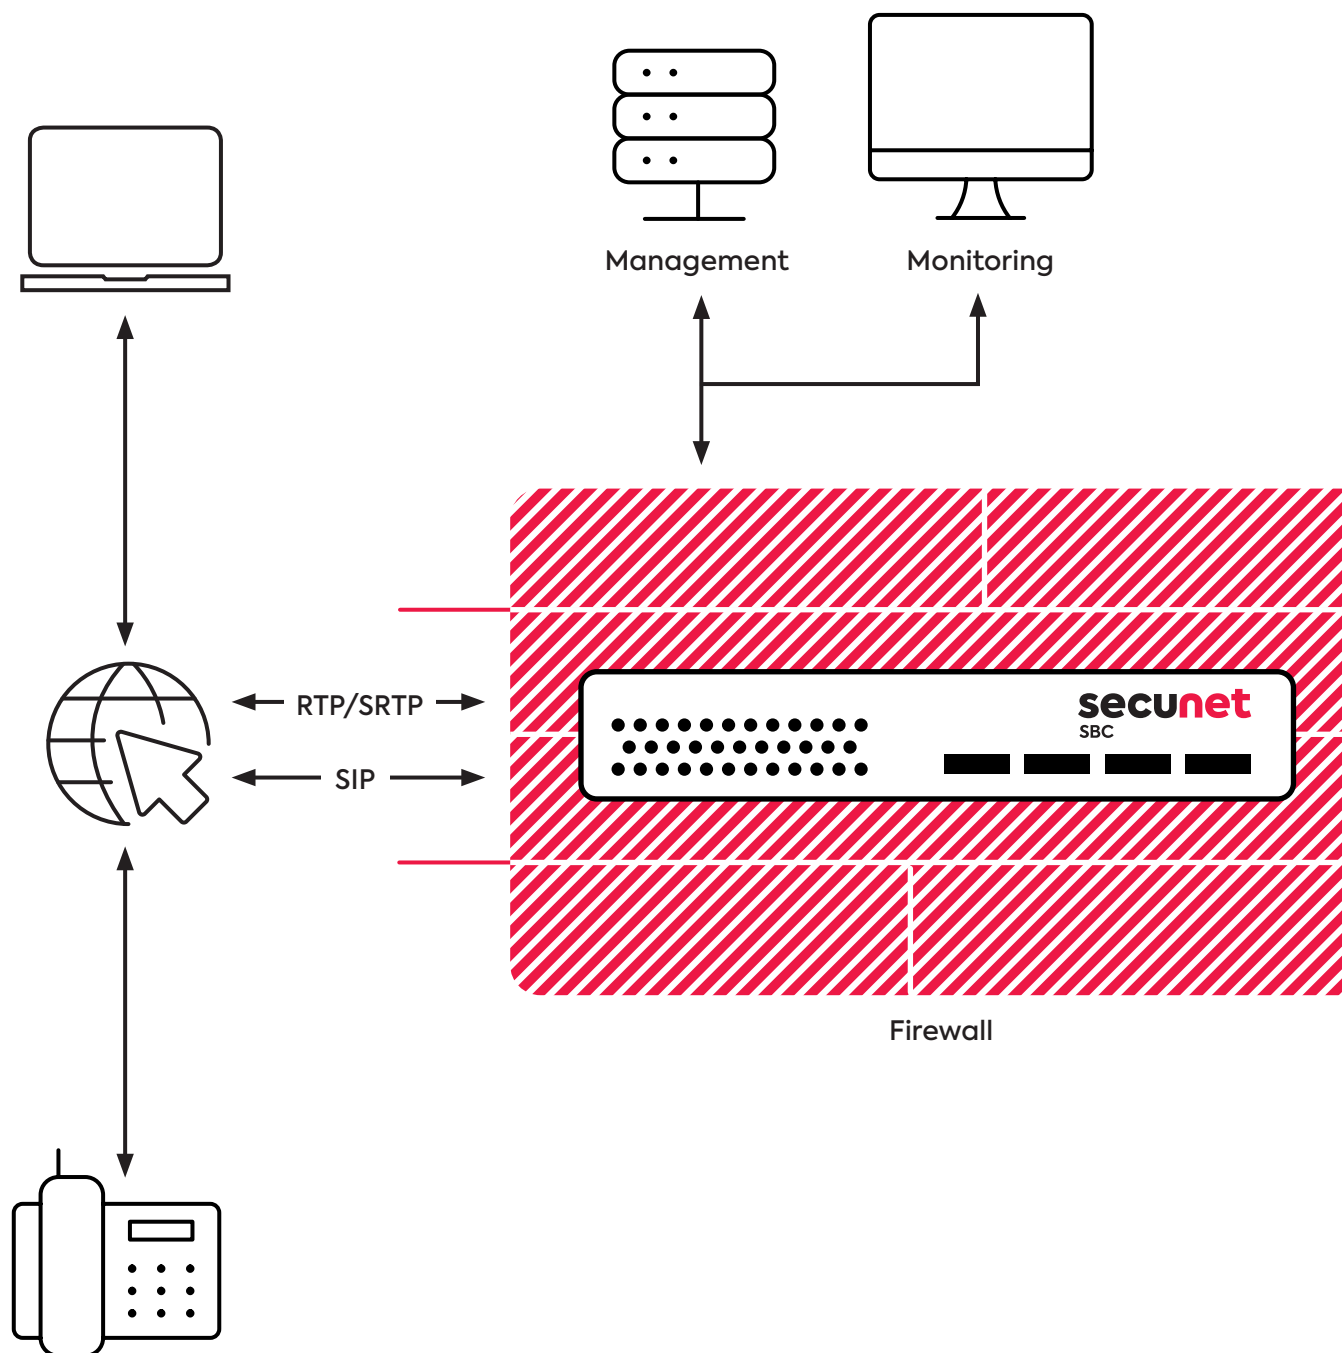 Management
Monitoring
RTP/SRTP
SIP
secunet
SBC
Firewall